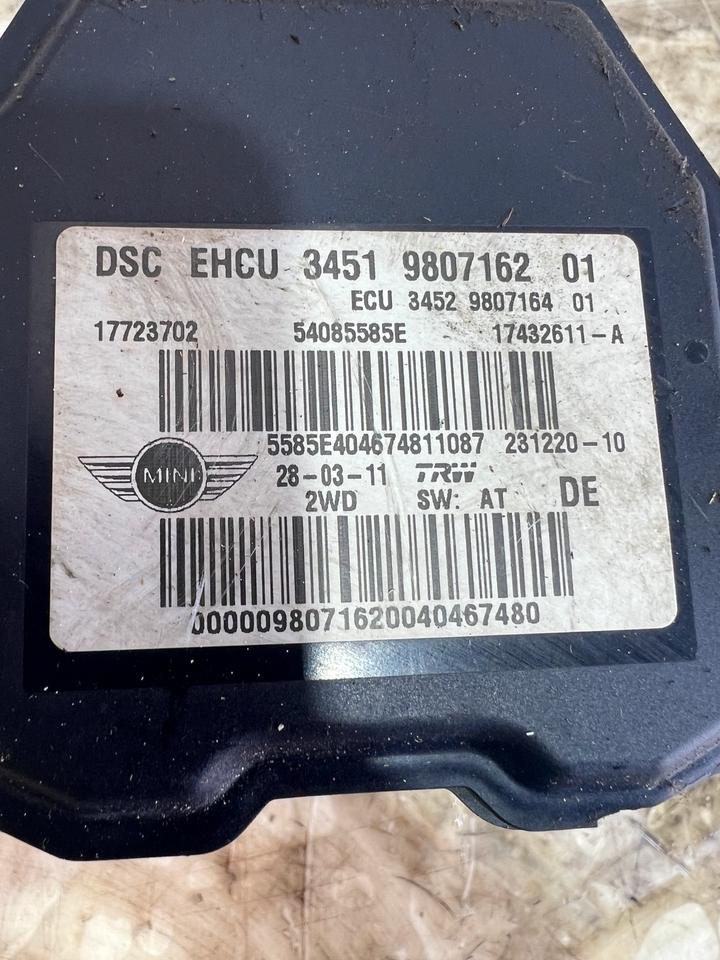 DSC EHCU 3451 9807162 01
ECU 3452 9807164 01
17723702 54085585E 17432611-A
5585E404674811087 231220-10
MINI
28-03-11 TRW
2WD SW: AT DE
0000098071620040467480